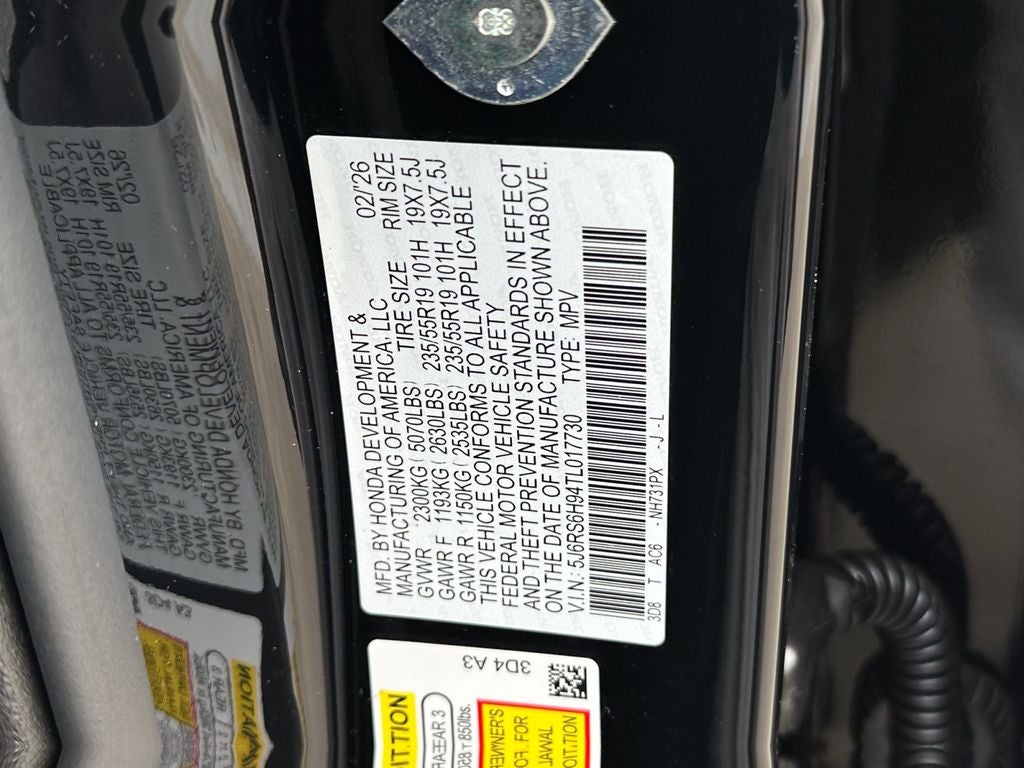 MFD. BY HONDA DEVELOPMENT &
MANUFACTURING OF AMERICA, LLC 02/'26
GVWR 2300KG ( 5070LBS) TIRE SIZE RIM SIZE
GAWR F 1193KG ( 2630LBS) 235/55R19 101H 19X7.5J
GAWR R 1150KG ( 2535LBS) 235/55R19 101H 19X7.5J
THIS VEHICLE CONFORMS TO ALL APPLICABLE
FEDERAL MOTOR VEHICLE SAFETY
AND THEFT PREVENTION STANDARDS IN EFFECT
ON THE DATE OF MANUFACTURE SHOWN ABOVE.
V.I.N.: 5J6RS6H94TL017730 TYPE: MPV
3D8 T AC6 -NH731PX -J -L
3D4 A3